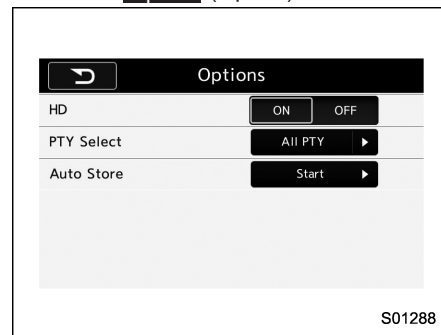 Options
HD ON OFF
PTY Select All PTY
Auto Store Start
S01288